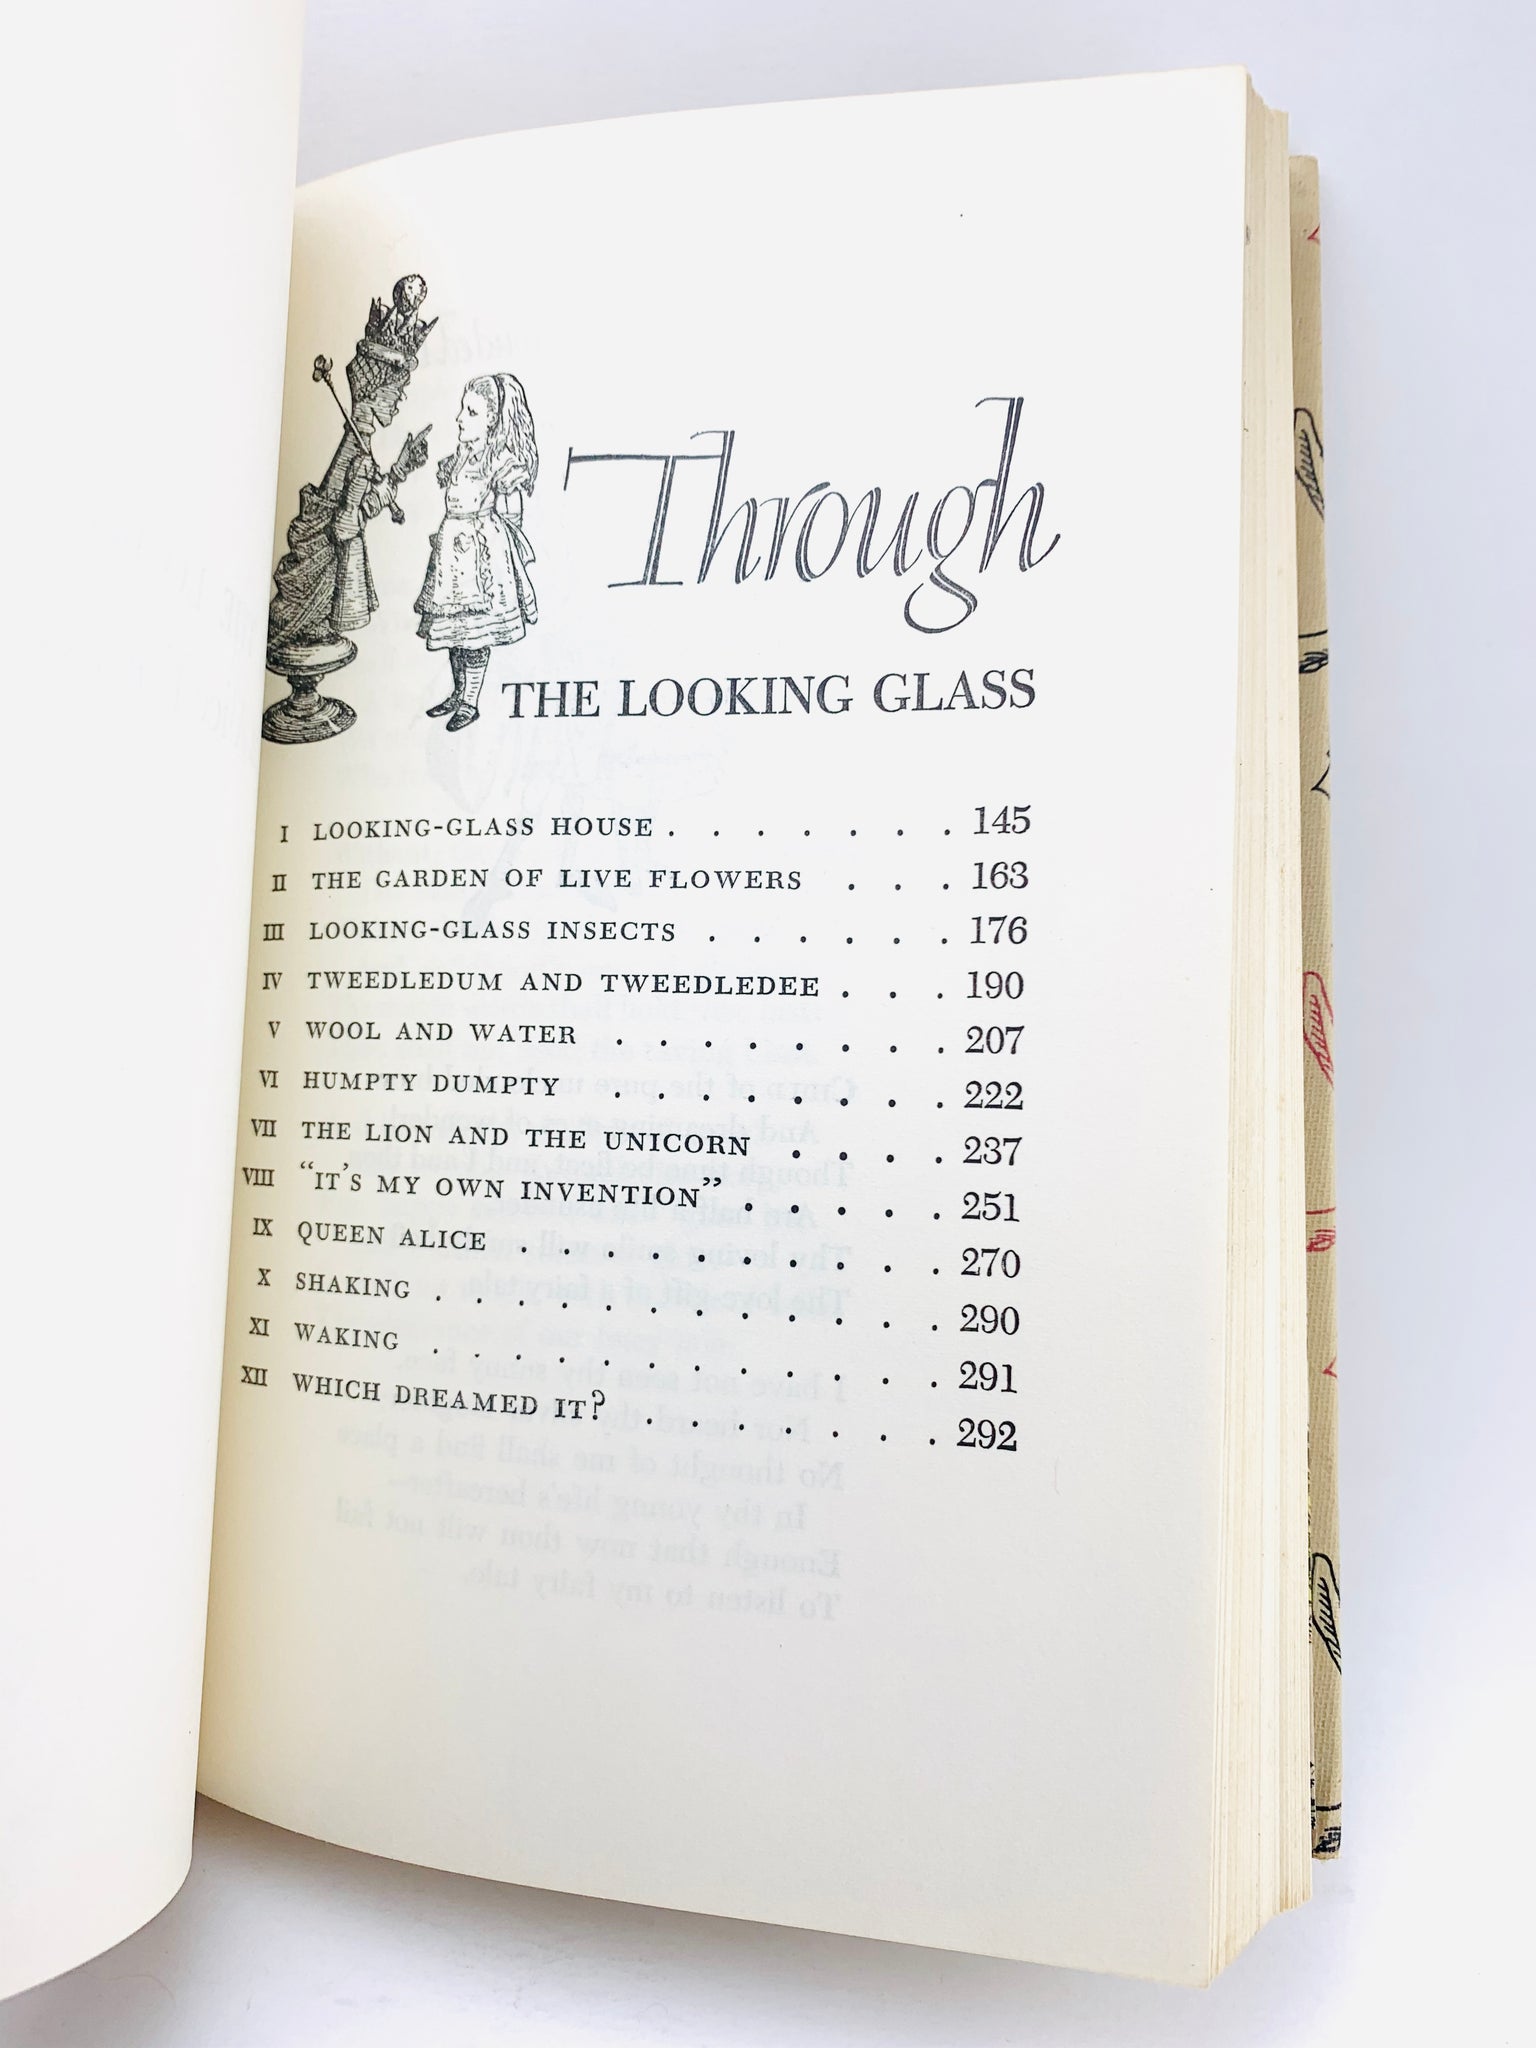 Through
THE LOOKING GLASS
I LOOKING-GLASS HOUSE . . . . . . . 145
II THE GARDEN OF LIVE FLOWERS . . . 163
III LOOKING-GLASS INSECTS . . . . . . 176
IV TWEEDLEDUM AND TWEEDLEDEE . . . 190
V WOOL AND WATER . . . . . . . . 207
VI HUMPTY DUMPTY . . . . . . . . 222
VII THE LION AND THE UNICORN . . . . 237
VIII "IT'S MY OWN INVENTION" . . . . . 251
IX QUEEN ALICE . . . . . . . . . . 270
X SHAKING . . . . . . . . . . . . 290
XI WAKING . . . . . . . . . . . . 291
XII WHICH DREAMED IT? . . . . . . . 292